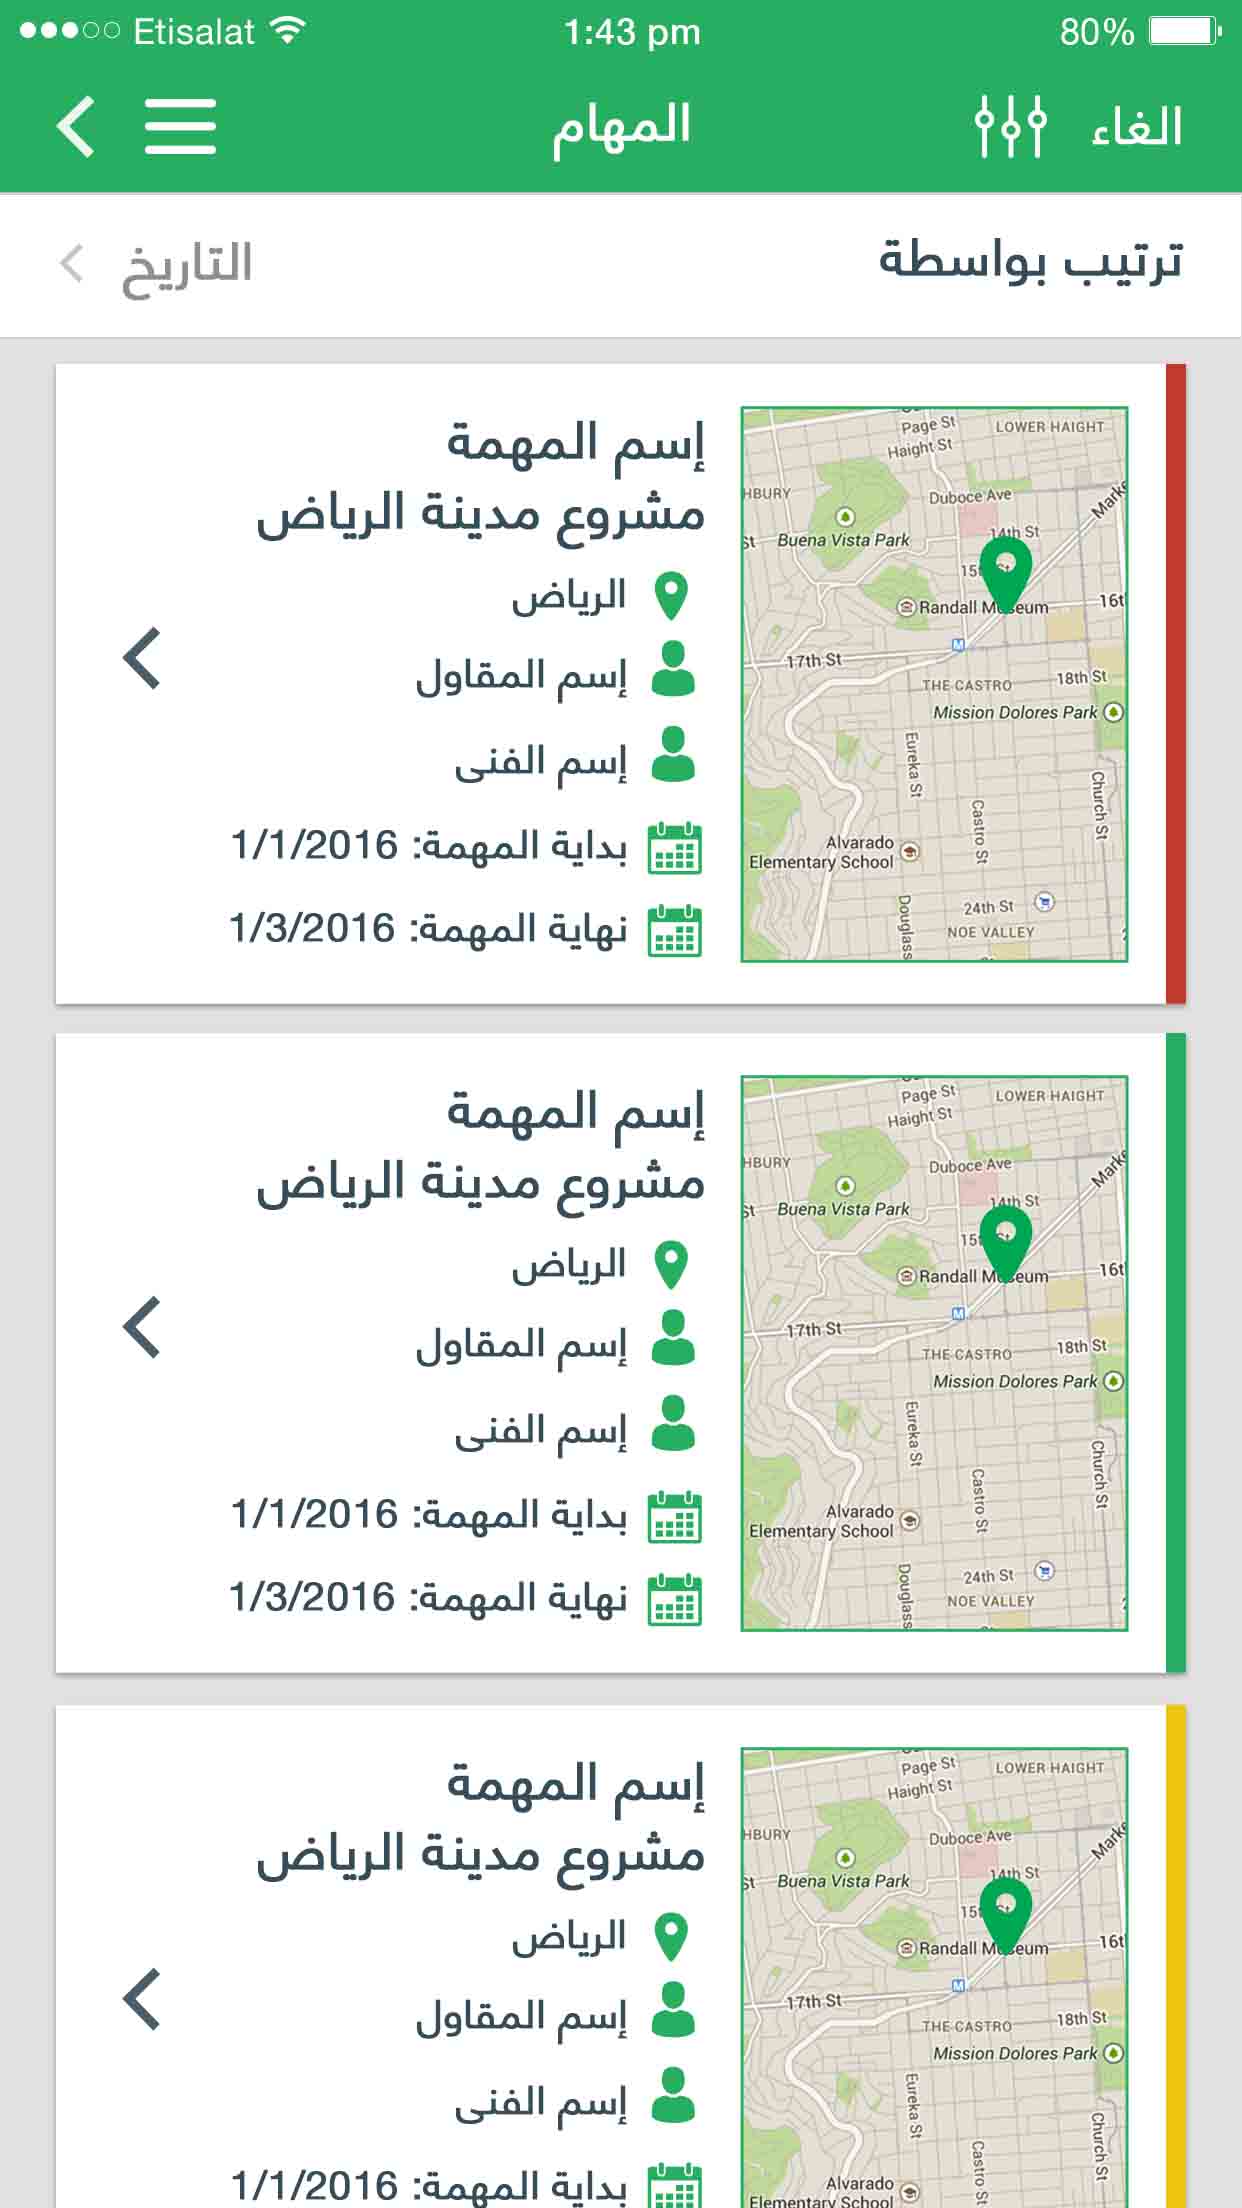 Etisalat 1:43 pm 80%
الغاء المهام
ترتيب بواسطة التاريخ
إسم المهمة
مشروع مدينة الرياض
الرياض
إسم المقاول
إسم الفنى
بداية المهمة: 1/1/2016
نهاية المهمة: 1/3/2016
Page St
LOWER HAIGHT
Haight St
HBURY
Duboce Ave
Marke
14th St
St
Buena Vista Park
15th St
Randall Museum
16t
17th St
THE CASTRO
18th St
Mission Dolores Park
Eureka St
Church St
Castro St
Alvarado
Elementary School
Douglass
24th St
NOE VALLEY
إسم المهمة
مشروع مدينة الرياض
الرياض
إسم المقاول
إسم الفنى
بداية المهمة: 1/1/2016
نهاية المهمة: 1/3/2016
Page St
LOWER HAIGHT
Haight St
HBURY
Duboce Ave
Marke
14th St
St
Buena Vista Park
15th St
Randall Museum
16t
17th St
THE CASTRO
18th St
Mission Dolores Park
Eureka St
Church St
Castro St
Alvarado
Elementary School
Douglass
24th St
NOE VALLEY
إسم المهمة
مشروع مدينة الرياض
الرياض
إسم المقاول
إسم الفنى
بداية المهمة: 1/1/2016
Page St
LOWER HAIGHT
Haight St
HBURY
Duboce Ave
Marke
14th St
St
Buena Vista Park
15th St
Randall Museum
16t
17th St
THE CASTRO
18th St
Mission Dolores Park
Eureka St
Church St
Castro St
Alvarado
Elementary School